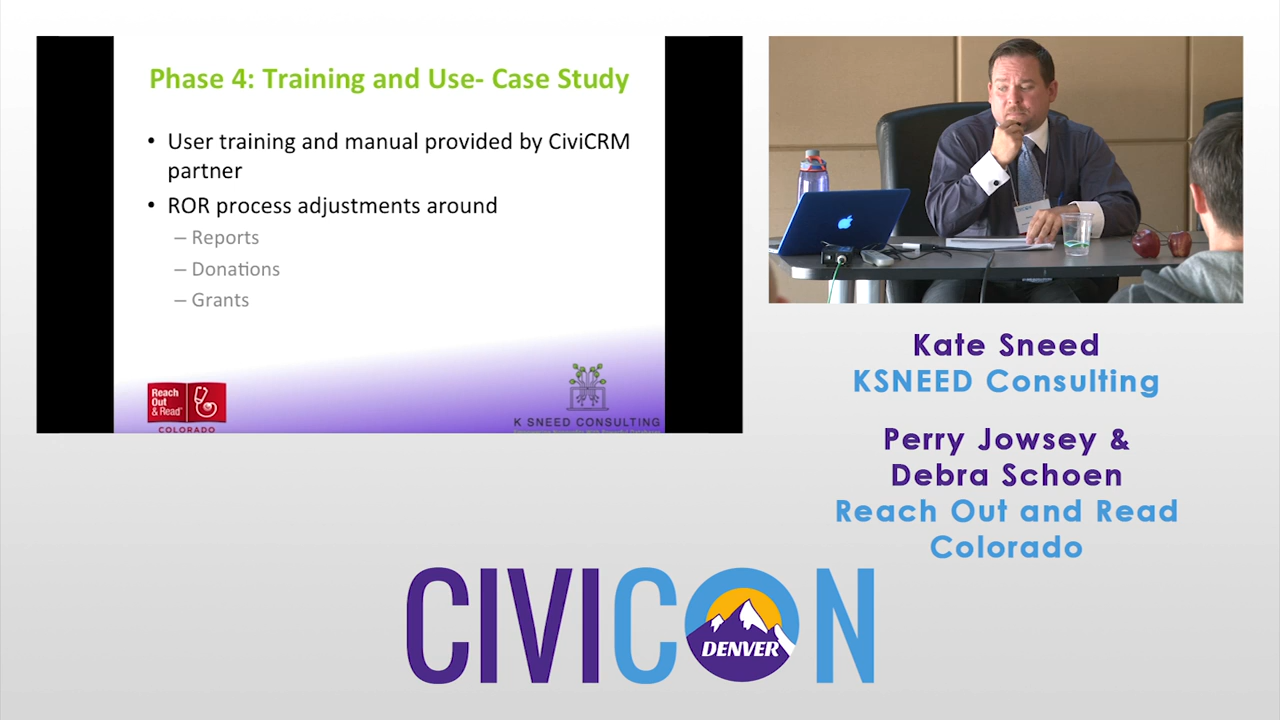 Phase 4: Training and Use- Case Study
• User training and manual provided by CiviCRM
partner
• ROR process adjustments around
– Reports
– Donations
– Grants
Reach
Out
& Read
COLORADO
K SNEED CONSULTING
Kate Sneed
KSNEED Consulting
Perry Jowsey &
Debra Schoen
Reach Out and Read
Colorado
CIVICON
DENVER